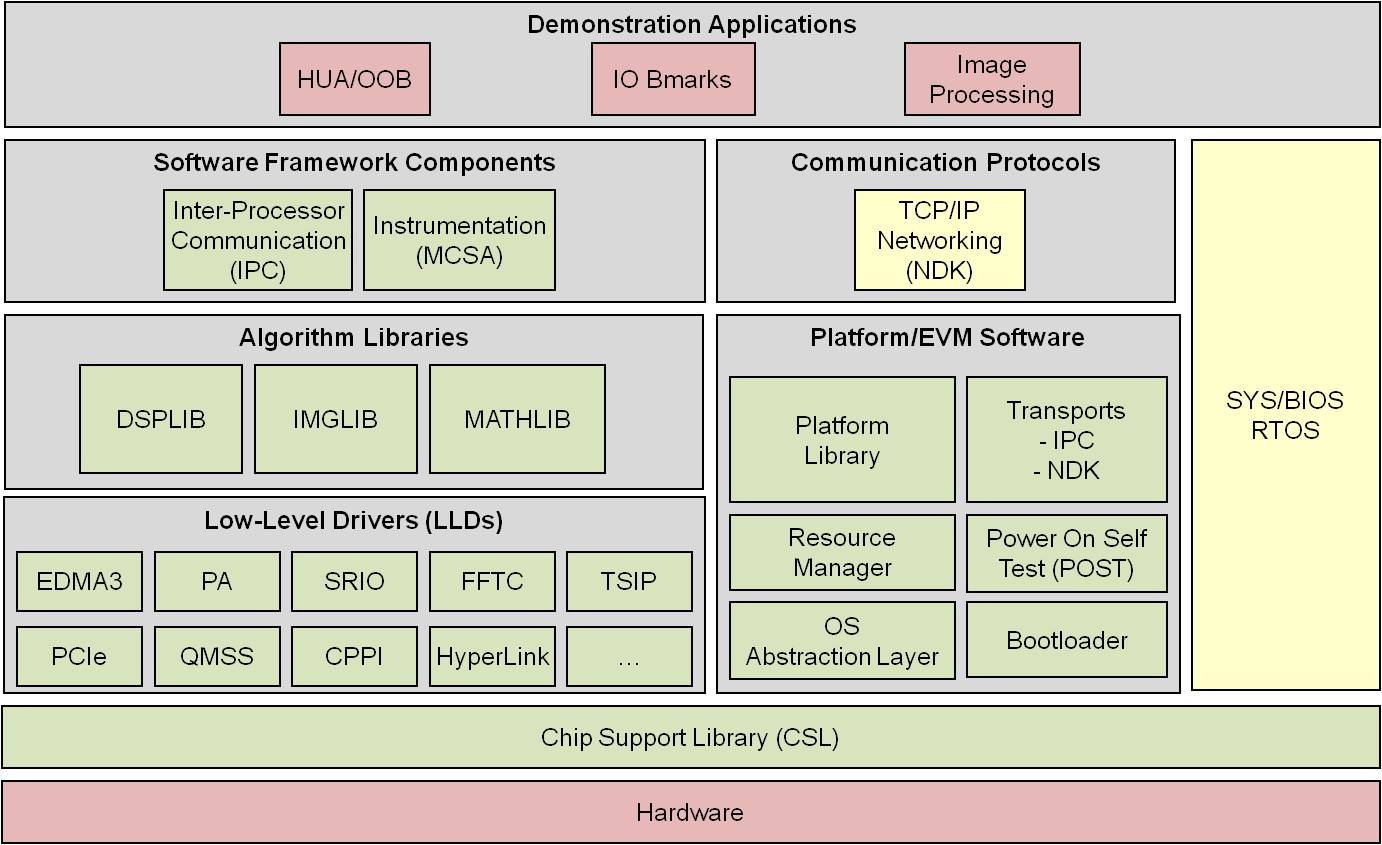 Demonstration Applications
HUA/OOB
IO Bmarks
Image
Processing
Software Framework Components
Inter-Processor
Communication
(IPC)
Instrumentation
(MCSA)
Communication Protocols
TCP/IP
Networking
(NDK)
SYS/BIOS
RTOS
Algorithm Libraries
DSPLIB
IMGLIB
MATHLIB
Platform/EVM Software
Platform
Library
Transports
- IPC
- NDK
Resource
Manager
Power On Self
Test (POST)
OS
Abstraction Layer
Bootloader
Low-Level Drivers (LLDs)
EDMA3
PA
SRIO
FFTC
TSIP
PCIe
QMSS
CPPI
HyperLink
...
Chip Support Library (CSL)
Hardware